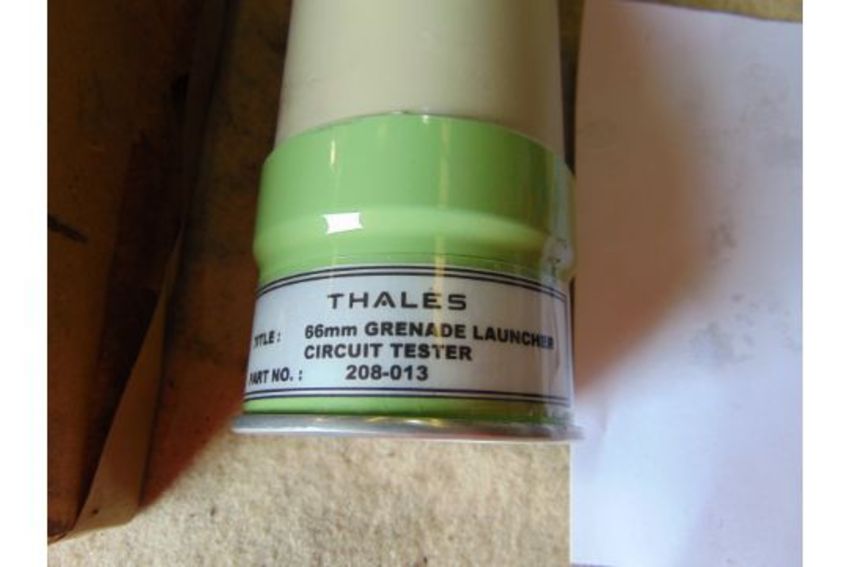 THALES
TITLE : 66mm GRENADE LAUNCHER
CIRCUIT TESTER
PART NO. : 208-013